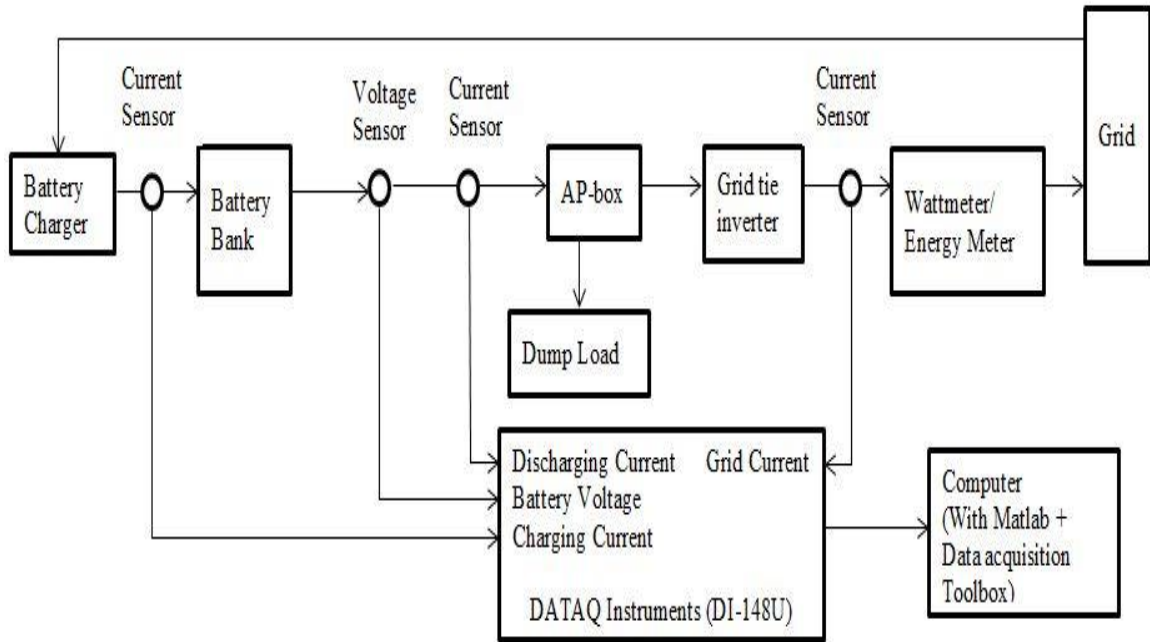 Current
Sensor
Voltage
Sensor
Current
Sensor
Current
Sensor
Grid
Battery
Charger
Battery
Bank
AP-box
Grid tie
inverter
Wattmeter/
Energy Meter
Dump Load
Discharging Current
Grid Current
Battery Voltage
Charging Current
DATAQ Instruments (DI-148U)
Computer
(With Matlab +
Data acquisition
Toolbox)